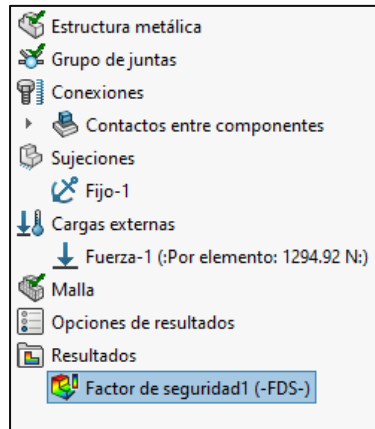 Estructura metálica
Grupo de juntas
Conexiones
Contactos entre componentes
Sujeciones
Fijo-1
Cargas externas
Fuerza-1 (:Por elemento: 1294.92 N:)
Malla
Opciones de resultados
Resultados
Factor de seguridad1 (-FDS-)